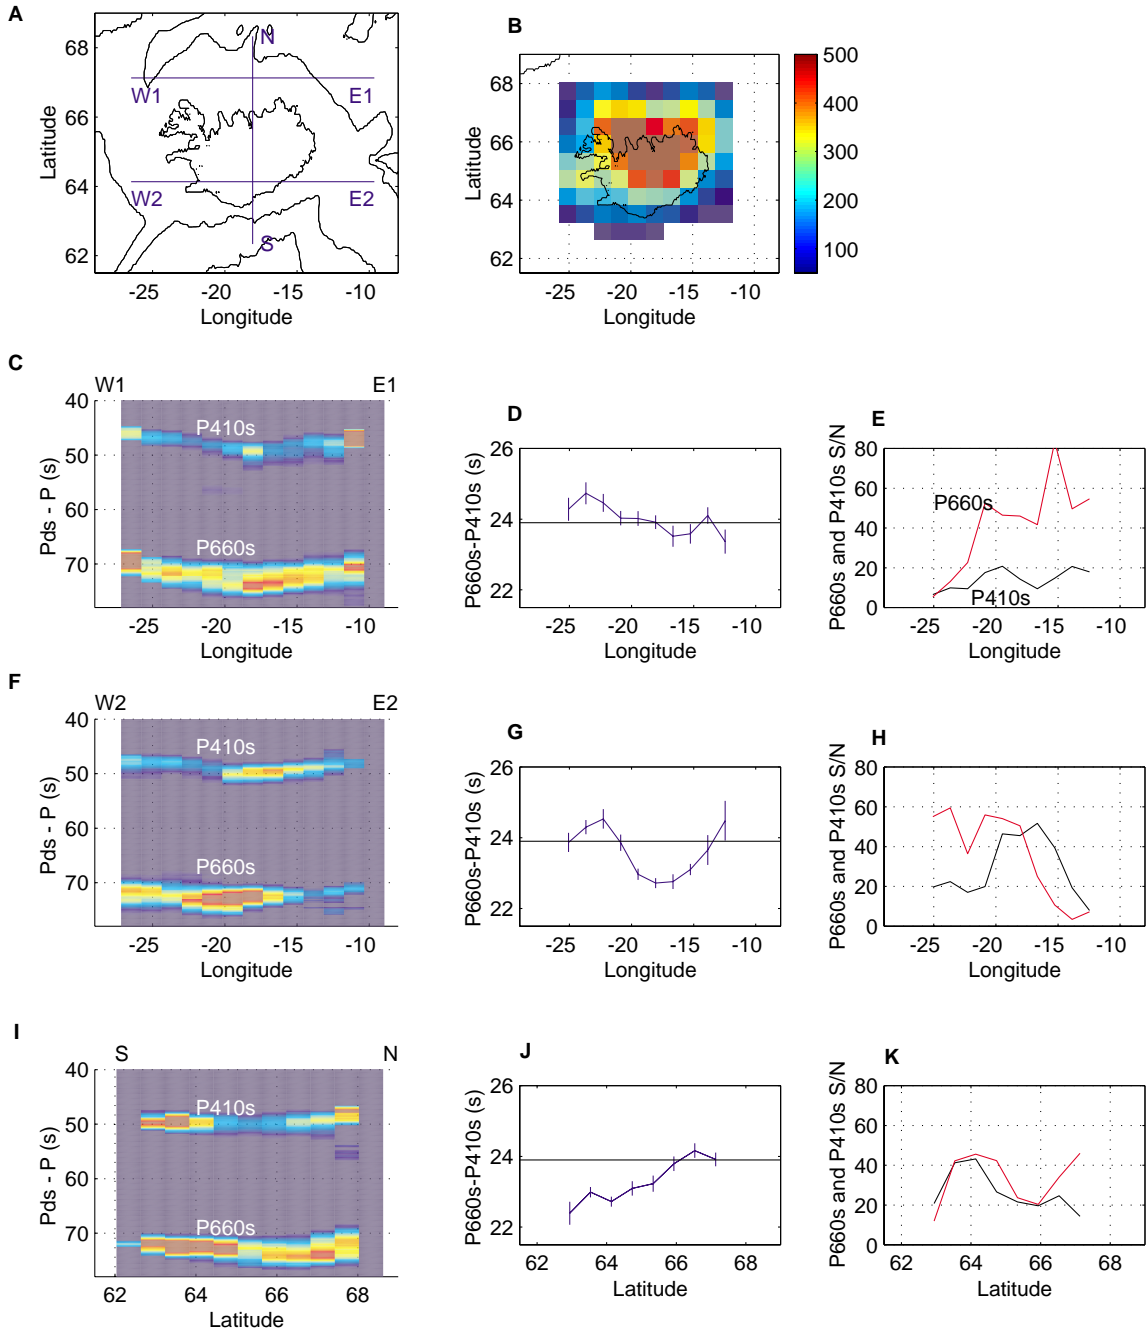 A
68
66
64
62
Latitude
N
W1
E1
W2
E2
S
-25
-20
-15
-10
Longitude
B
68
66
64
62
Latitude
-25
-20
-15
-10
Longitude
500
400
300
200
100
C
W1
E1
40
50
60
70
Pds - P (s)
P410s
P660s
-25
-20
-15
-10
Longitude
D
26
24
22
P660s-P410s (s)
-25
-20
-15
-10
Longitude
E
80
60
40
20
0
P660s and P410s S/N
P660s
P410s
-25
-20
-15
-10
Longitude
F
W2
E2
40
50
60
70
Pds - P (s)
P410s
P660s
-25
-20
-15
-10
Longitude
G
26
24
22
P660s-P410s (s)
-25
-20
-15
-10
Longitude
H
80
60
40
20
0
P660s and P410s S/N
-25
-20
-15
-10
Longitude
I
S
N
40
50
60
70
Pds - P (s)
P410s
P660s
62
64
66
68
Latitude
J
26
24
22
P660s-P410s (s)
62
64
66
68
Latitude
K
80
60
40
20
0
P660s and P410s S/N
62
64
66
68
Latitude